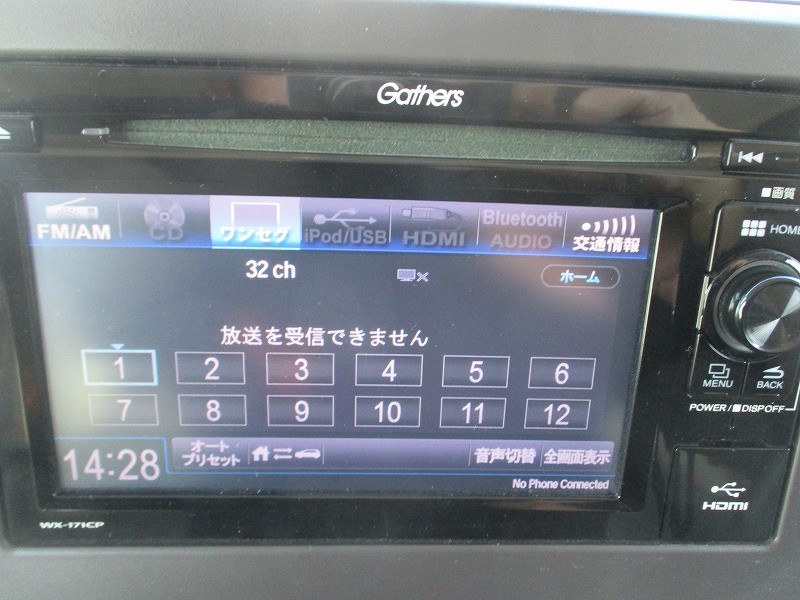 Gathers
■画質
FM/AM
CD
ワンセグ
iPod/USB
HDMI
Bluetooth
AUDIO
交通情報
HOME
32 ch
ホーム
放送を受信できません
1 2 3 4 5 6
7 8 9 10 11 12
MENU
BACK
POWER/■DISP OFF
14:28
オート
プリセット
音声切替
全画面表示
No Phone Connected
HDMI
WX-171CP